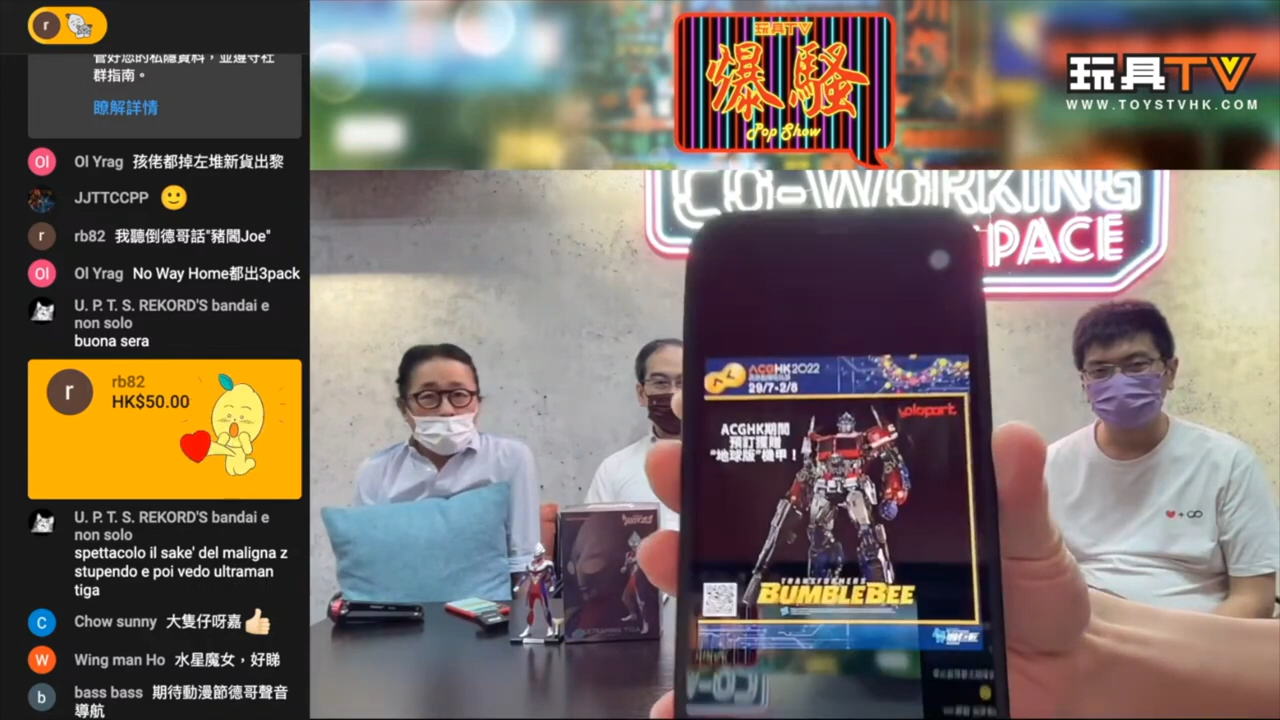 r
管好您的私隱資料，並遵守社
群指南。
瞭解詳情
Ol
Ol Yrag 孩佬都掉左堆新貨出黎
JJTTCCPP
r
rb82 我聽倒德哥話"豬閪Joe"
Ol
Ol Yrag No Way Home都出3pack
U. P. T. S. REKORD'S bandai e
non solo
buona sera
r
rb82
HK$50.00
U. P. T. S. REKORD'S bandai e
non solo
spettacolo il sake' del maligna z
stupendo e poi vedo ultraman
tiga
C
Chow sunny 大隻仔呀嘉
W
Wing man Ho 水星魔女，好睇
b
bass bass 期待動漫節德哥聲音
導航
玩具TV
爆騷
Pop Show
玩具TV
WWW.TOYSTVHK.COM
CO-WORKING
SPACE
ACGHK2022
29/7-2/8
yolopark
ACGHK期間
預訂獲贈
"地球版"機甲！
TRANSFORMERS
BUMBLEBEE
ULTRAMAN TIGA